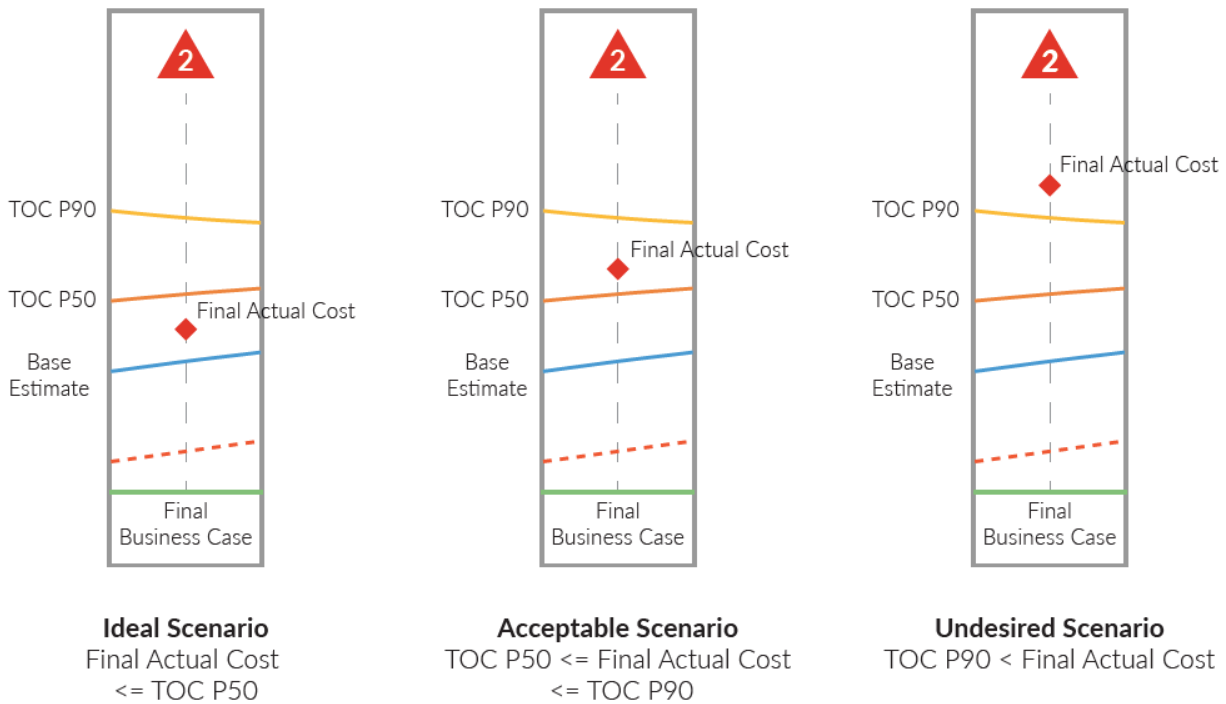 2
TOC P90
TOC P50
Final Actual Cost
Base
Estimate
Final
Business Case
Ideal Scenario
Final Actual Cost
<= TOC P50
2
TOC P90
Final Actual Cost
TOC P50
Base
Estimate
Final
Business Case
Acceptable Scenario
TOC P50 <= Final Actual Cost
<= TOC P90
2
Final Actual Cost
TOC P90
TOC P50
Base
Estimate
Final
Business Case
Undesired Scenario
TOC P90 < Final Actual Cost